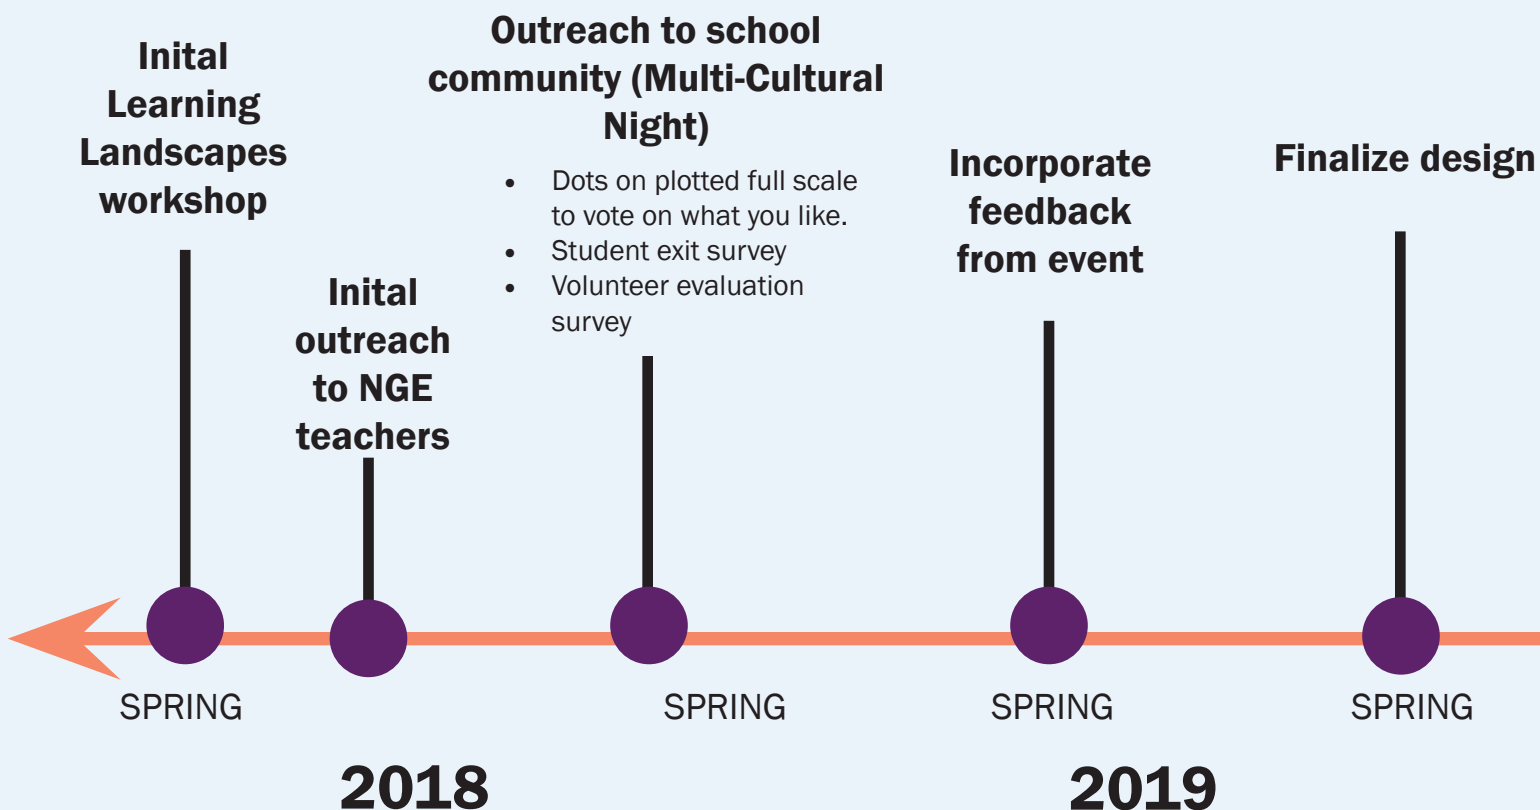 Inital
Learning
Landscapes
workshop
Inital
outreach
to NGE
teachers
Outreach to school
community (Multi-Cultural
Night)
• Dots on plotted full scale
to vote on what you like.
• Student exit survey
• Volunteer evaluation
survey
Incorporate
feedback
from event
Finalize design
SPRING
SPRING
SPRING
SPRING
2018
2019